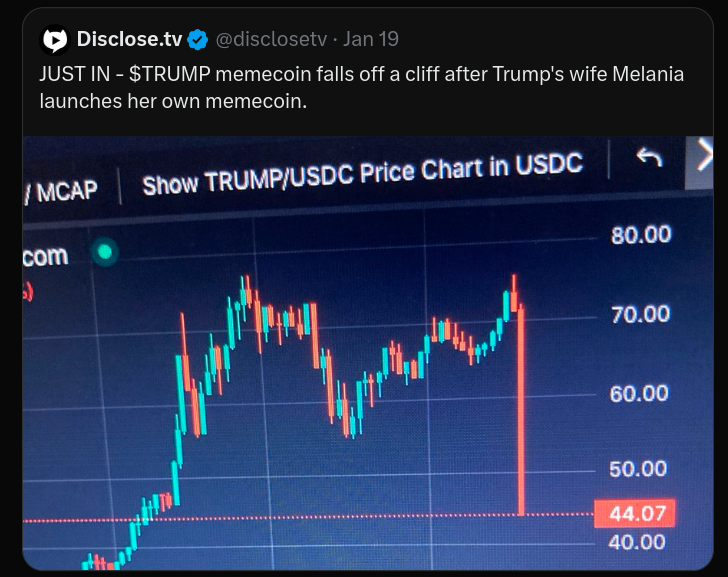 Disclose.tv @disclosetv · Jan 19
JUST IN - $TRUMP memecoin falls off a cliff after Trump's wife Melania
launches her own memecoin.
/ MCAP | Show TRUMP/USDC Price Chart in USDC
com
80.00
)
70.00
60.00
50.00
44.07
40.00